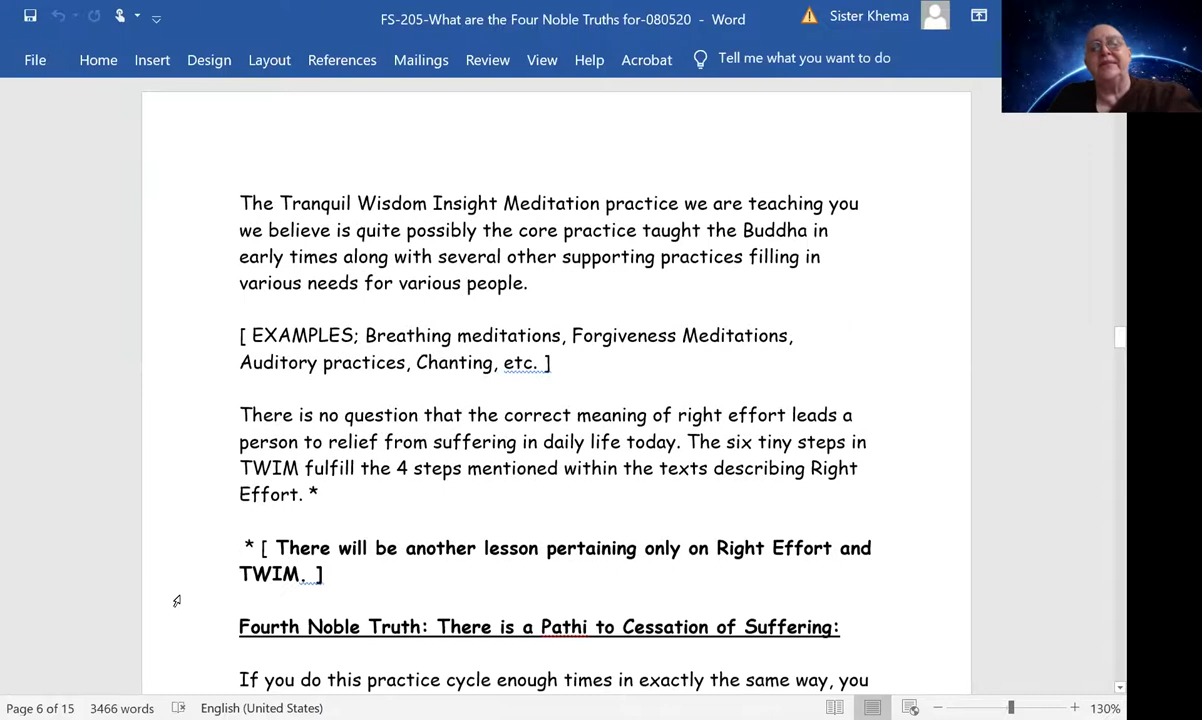 FS-205-What are the Four Noble Truths for-080520 - Word
Sister Khema
File Home Insert Design Layout References Mailings Review View Help Acrobat Tell me what you want to do
The Tranquil Wisdom Insight Meditation practice we are teaching you
we believe is quite possibly the core practice taught the Buddha in
early times along with several other supporting practices filling in
various needs for various people.
[ EXAMPLES; Breathing meditations, Forgiveness Meditations,
Auditory practices, Chanting, etc. ]
There is no question that the correct meaning of right effort leads a
person to relief from suffering in daily life today. The six tiny steps in
TWIM fulfill the 4 steps mentioned within the texts describing Right
Effort. *
* [ There will be another lesson pertaining only on Right Effort and
TWIM. ]
Fourth Noble Truth: There is a Pathi to Cessation of Suffering:
If you do this practice cycle enough times in exactly the same way, you
Page 6 of 15 3466 words English (United States) 130%